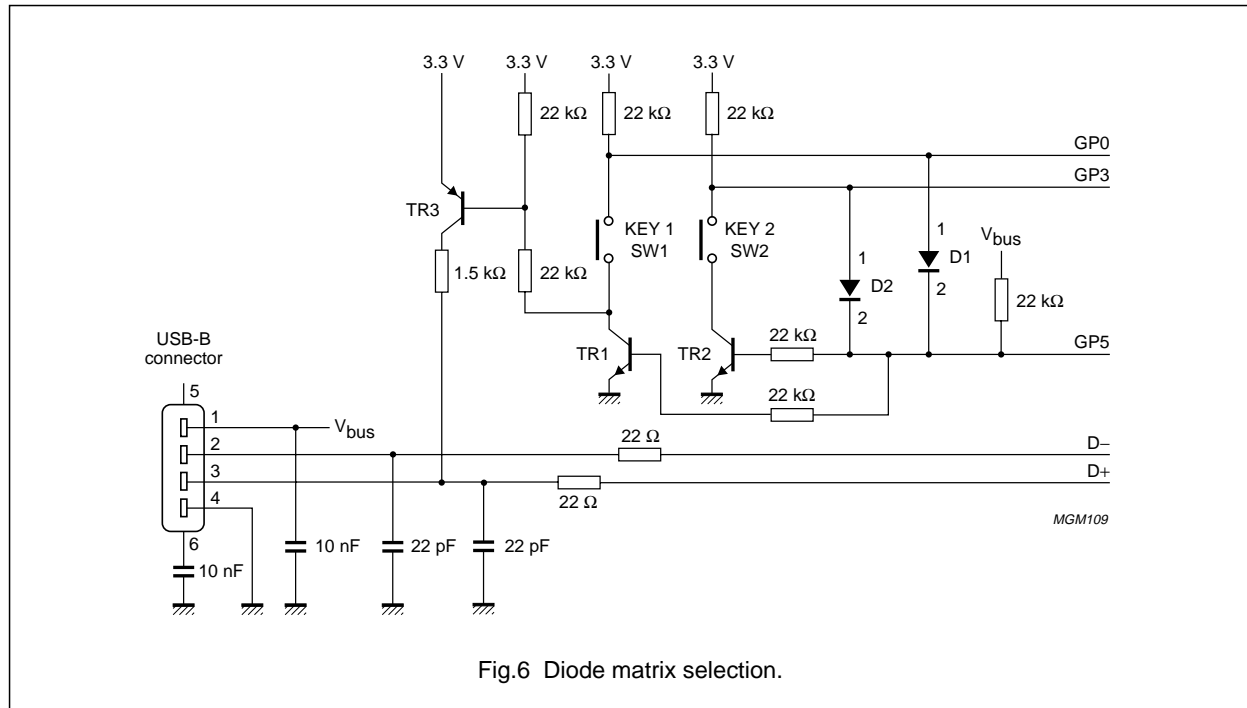 3.3 V 3.3 V 3.3 V 3.3 V
22 kΩ 22 kΩ 22 kΩ
GP0
GP3
TR3
KEY 1
SW1
KEY 2
SW2
1
D2
2
1
D1
2
Vbus
22 kΩ
1.5 kΩ
22 kΩ
USB-B
connector
TR1
TR2
22 kΩ
GP5
22 kΩ
5
1
Vbus
2
22 Ω
D−
3
22 Ω
D+
4
MGM109
6
10 nF
10 nF
22 pF
22 pF
Fig.6 Diode matrix selection.